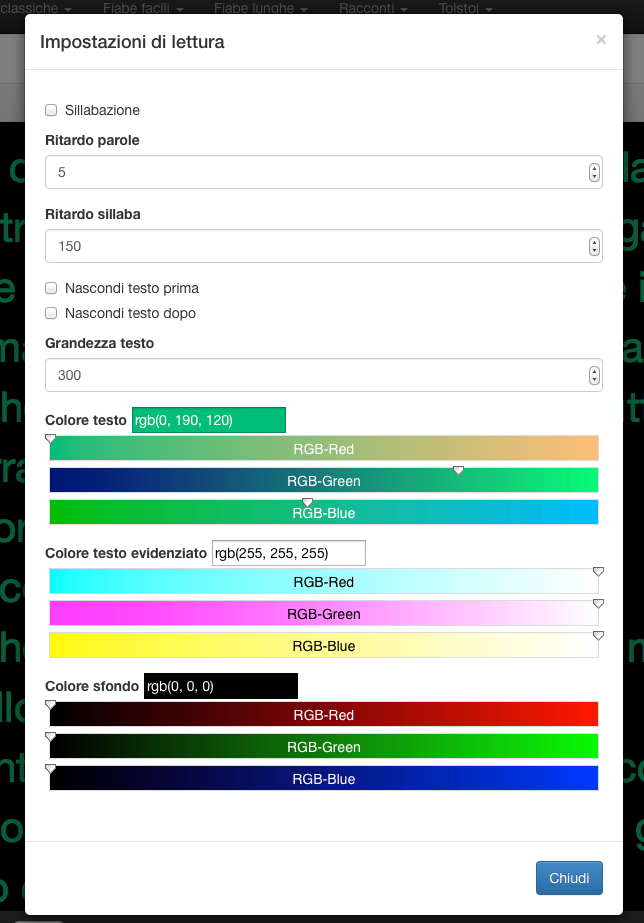 classiche Fiabe facili Fiabe lunghe Racconti Tolstoj
Impostazioni di lettura ×
Sillabazione
Ritardo parole
5
Ritardo sillaba
150
Nascondi testo prima
Nascondi testo dopo
Grandezza testo
300
Colore testo rgb(0, 190, 120)
RGB-Red
RGB-Green
RGB-Blue
Colore testo evidenziato rgb(255, 255, 255)
RGB-Red
RGB-Green
RGB-Blue
Colore sfondo rgb(0, 0, 0)
RGB-Red
RGB-Green
RGB-Blue
Chiudi